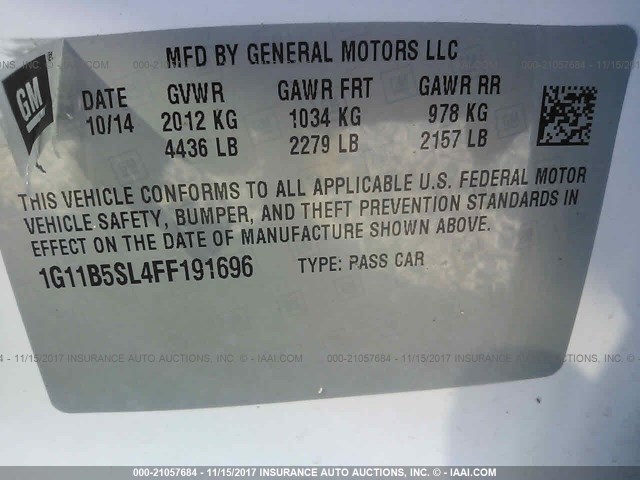 MFD BY GENERAL MOTORS LLC
GM
DATE GVWR GAWR FRT GAWR RR
10/14 2012 KG 1034 KG 978 KG
4436 LB 2279 LB 2157 LB
THIS VEHICLE CONFORMS TO ALL APPLICABLE U.S. FEDERAL MOTOR
VEHICLE SAFETY, BUMPER, AND THEFT PREVENTION STANDARDS IN
EFFECT ON THE DATE OF MANUFACTURE SHOWN ABOVE.
1G11B5SL4FF191696 TYPE: PASS CAR
000-21057684 - 11/15/2017 INSURANCE AUTO AUCTIONS, INC. © - IAAI.COM